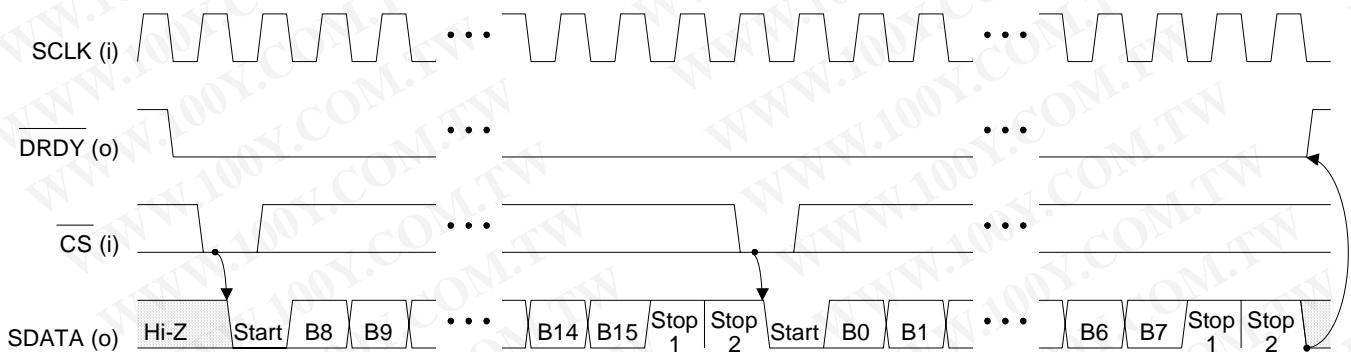 SCLK (i)
DRDY (o)
CS (i)
SDATA (o)
Hi-Z Start B8 B9 B14 B15 Stop 1 Stop 2 Start B0 B1 B6 B7 Stop 1 Stop 2
WWW.100Y.COM.TW